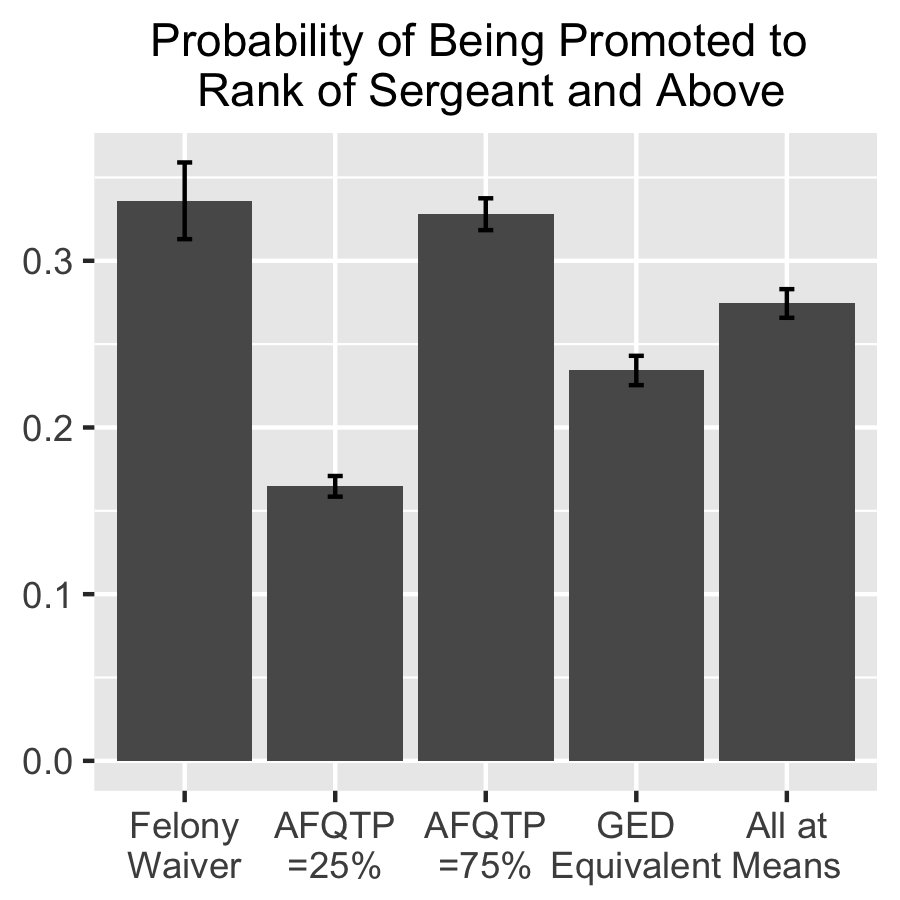 Probability of Being Promoted to
Rank of Sergeant and Above
0.3
0.2
0.1
0.0
Felony AFQTP AFQTP GED All at
Waiver =25% =75% Equivalent Means